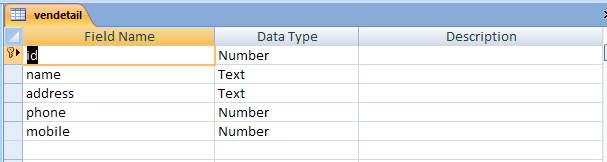 vendetail
Field Name Data Type Description
id Number
name Text
address Text
phone Number
mobile Number